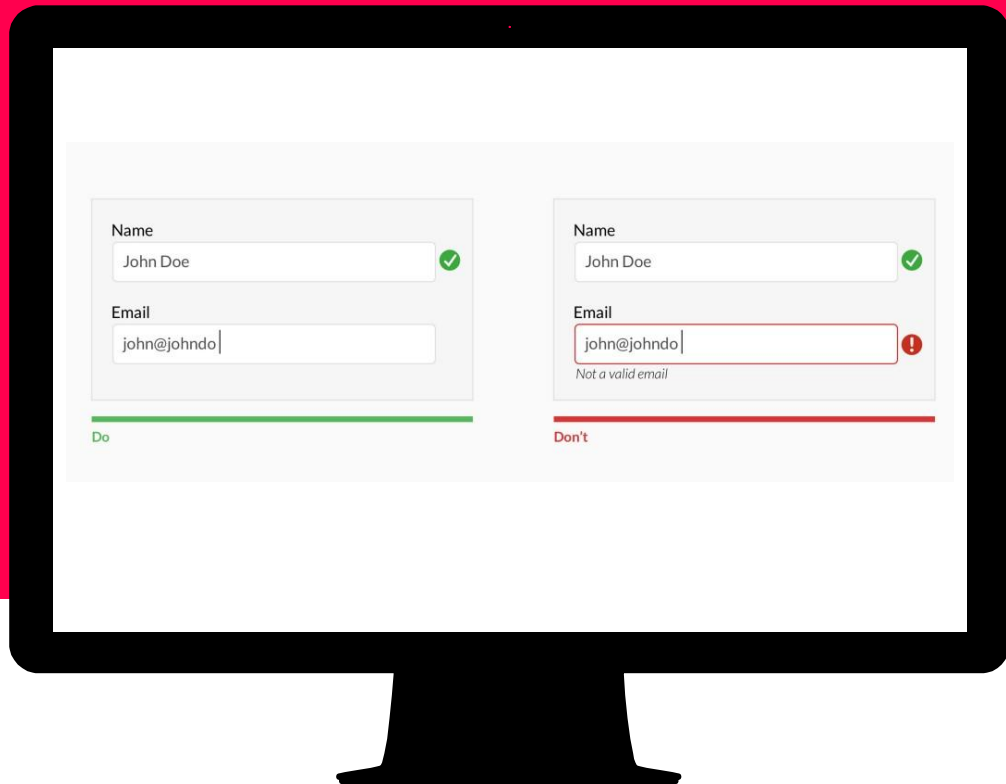 Name
John Doe
Email
john@johndo
Do
Name
John Doe
Email
john@johndo
Not a valid email
Don't